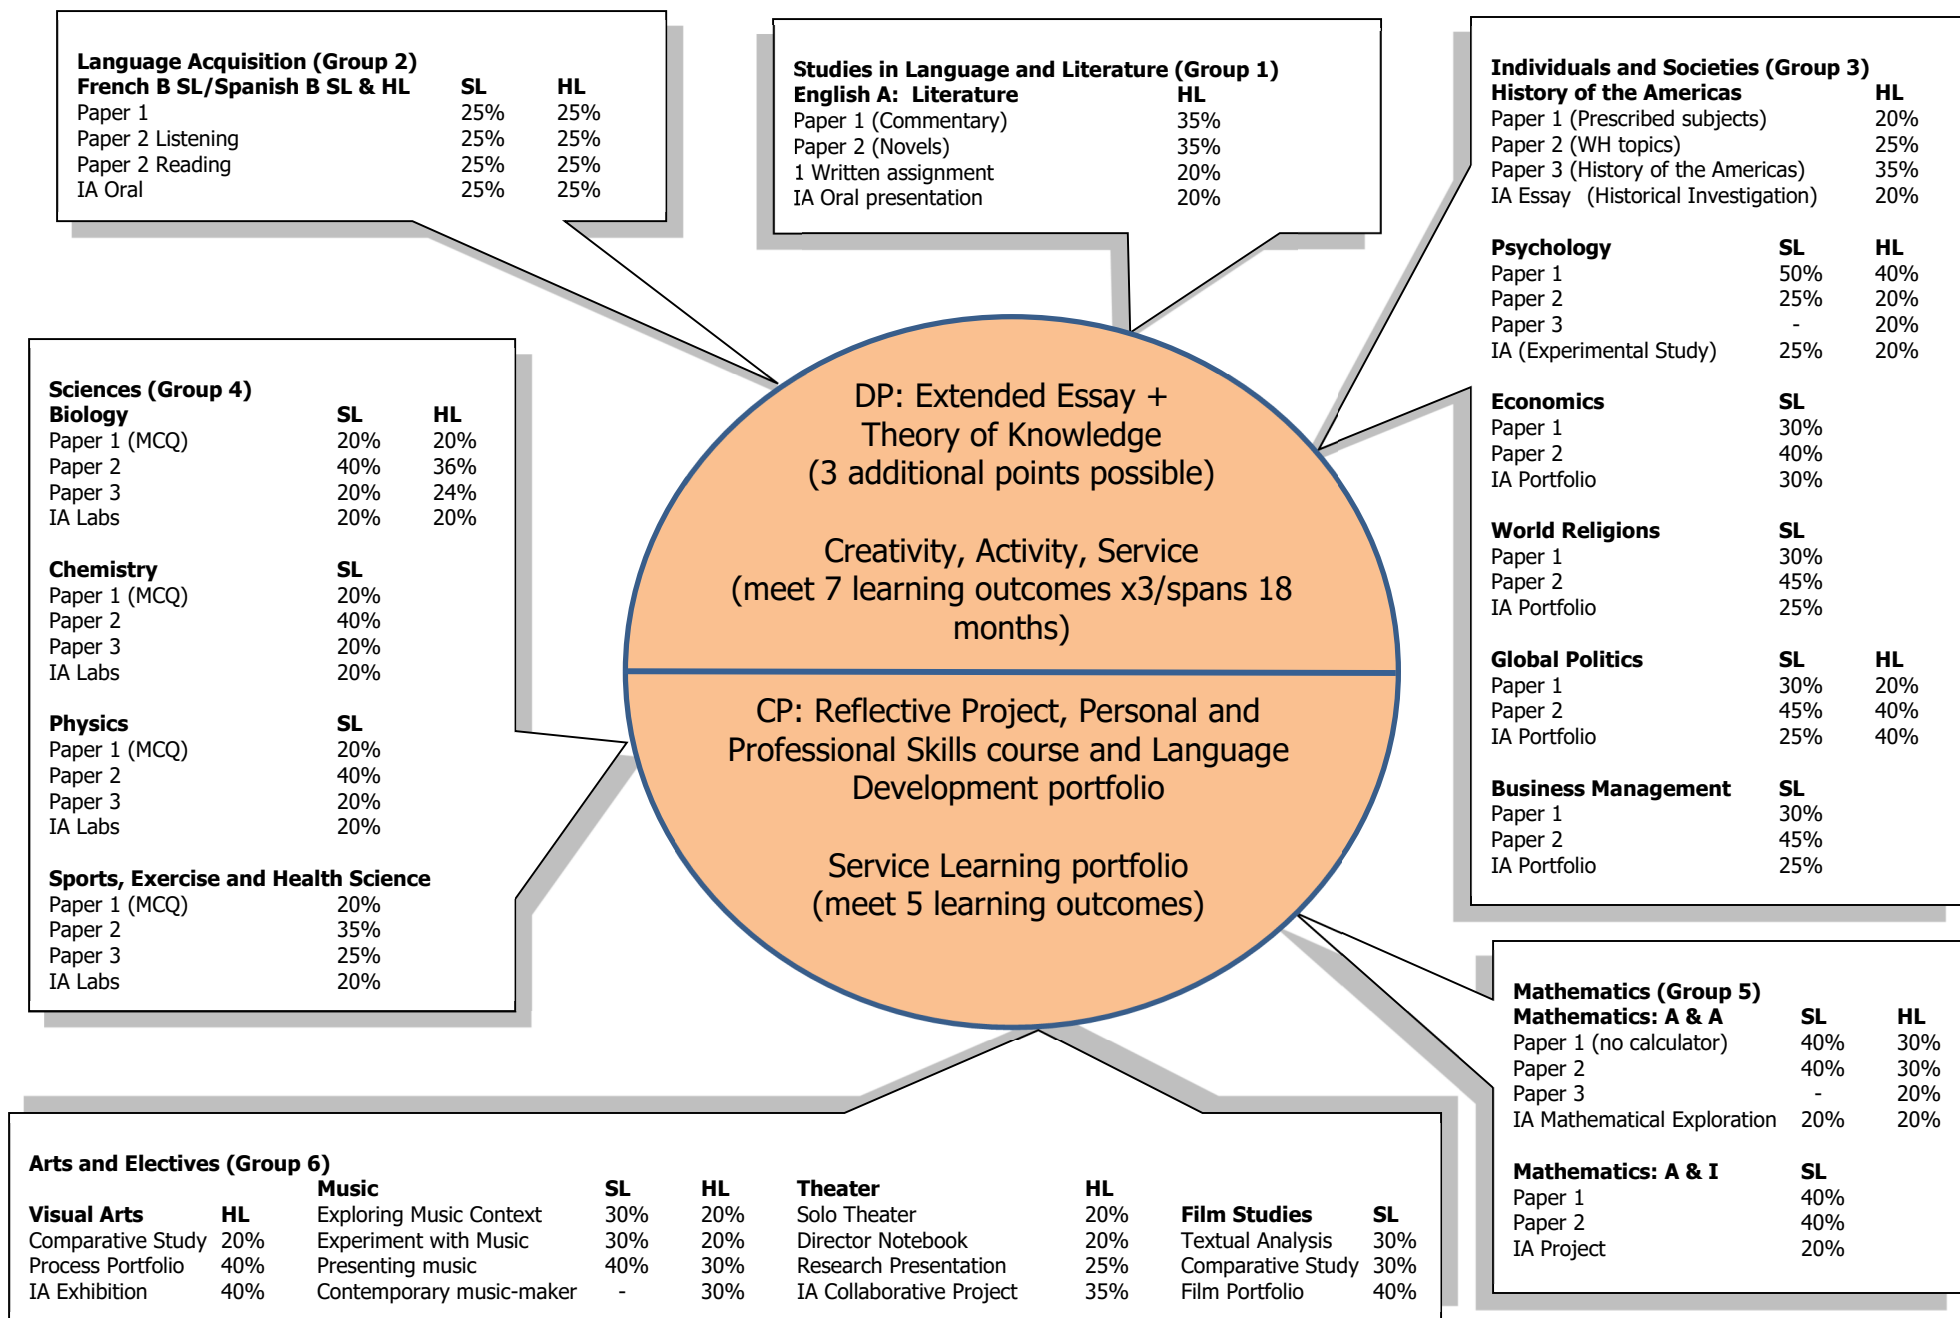 Language Acquisition (Group 2)
French B SL/Spanish B SL & HL SL HL
Paper 1 25% 25%
Paper 2 Listening 25% 25%
Paper 2 Reading 25% 25%
IA Oral 25% 25%
Studies in Language and Literature (Group 1)
English A: Literature HL
Paper 1 (Commentary) 35%
Paper 2 (Novels) 35%
1 Written assignment 20%
IA Oral presentation 20%
Individuals and Societies (Group 3)
History of the Americas HL
Paper 1 (Prescribed subjects) 20%
Paper 2 (WH topics) 25%
Paper 3 (History of the Americas) 35%
IA Essay (Historical Investigation) 20%
Psychology SL HL
Paper 1 50% 40%
Paper 2 25% 20%
Paper 3 - 20%
IA (Experimental Study) 25% 20%
Economics SL
Paper 1 30%
Paper 2 40%
IA Portfolio 30%
World Religions SL
Paper 1 30%
Paper 2 45%
IA Portfolio 25%
Global Politics SL HL
Paper 1 30% 20%
Paper 2 45% 40%
IA Portfolio 25% 40%
Business Management SL
Paper 1 30%
Paper 2 45%
IA Portfolio 25%
Sciences (Group 4)
Biology SL HL
Paper 1 (MCQ) 20% 20%
Paper 2 40% 36%
Paper 3 20% 24%
IA Labs 20% 20%
Chemistry SL
Paper 1 (MCQ) 20%
Paper 2 40%
Paper 3 20%
IA Labs 20%
Physics SL
Paper 1 (MCQ) 20%
Paper 2 40%
Paper 3 20%
IA Labs 20%
Sports, Exercise and Health Science
Paper 1 (MCQ) 20%
Paper 2 35%
Paper 3 25%
IA Labs 20%
DP: Extended Essay +
Theory of Knowledge
(3 additional points possible)
Creativity, Activity, Service
(meet 7 learning outcomes x3/spans 18
months)
CP: Reflective Project, Personal and
Professional Skills course and Language
Development portfolio
Service Learning portfolio
(meet 5 learning outcomes)
Mathematics (Group 5)
Mathematics: A & A SL HL
Paper 1 (no calculator) 40% 30%
Paper 2 40% 30%
Paper 3 - 20%
IA Mathematical Exploration 20% 20%
Mathematics: A & I SL
Paper 1 40%
Paper 2 40%
IA Project 20%
Arts and Electives (Group 6)
Visual Arts HL
Comparative Study 20%
Process Portfolio 40%
IA Exhibition 40%
Music SL HL
Exploring Music Context 30% 20%
Experiment with Music 30% 20%
Presenting music 40% 30%
Contemporary music-maker - 30%
Theater HL
Solo Theater 20%
Director Notebook 20%
Research Presentation 25%
IA Collaborative Project 35%
Film Studies SL
Textual Analysis 30%
Comparative Study 30%
Film Portfolio 40%